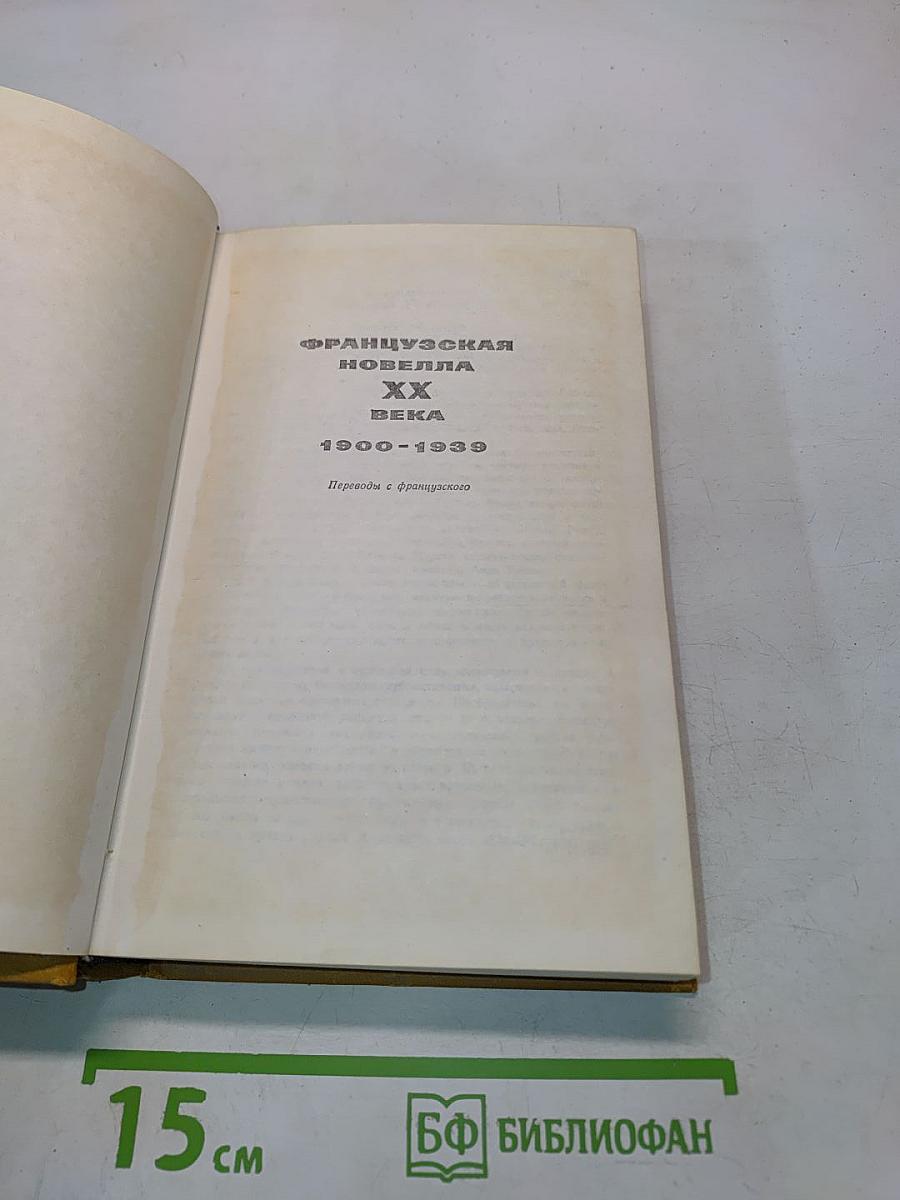 ФРАНЦУЗСКАЯ
НОВЕЛЛА
XX
ВЕКА
1900-1939
Переводы с французского
15 см
БФ БИБЛИОФАН